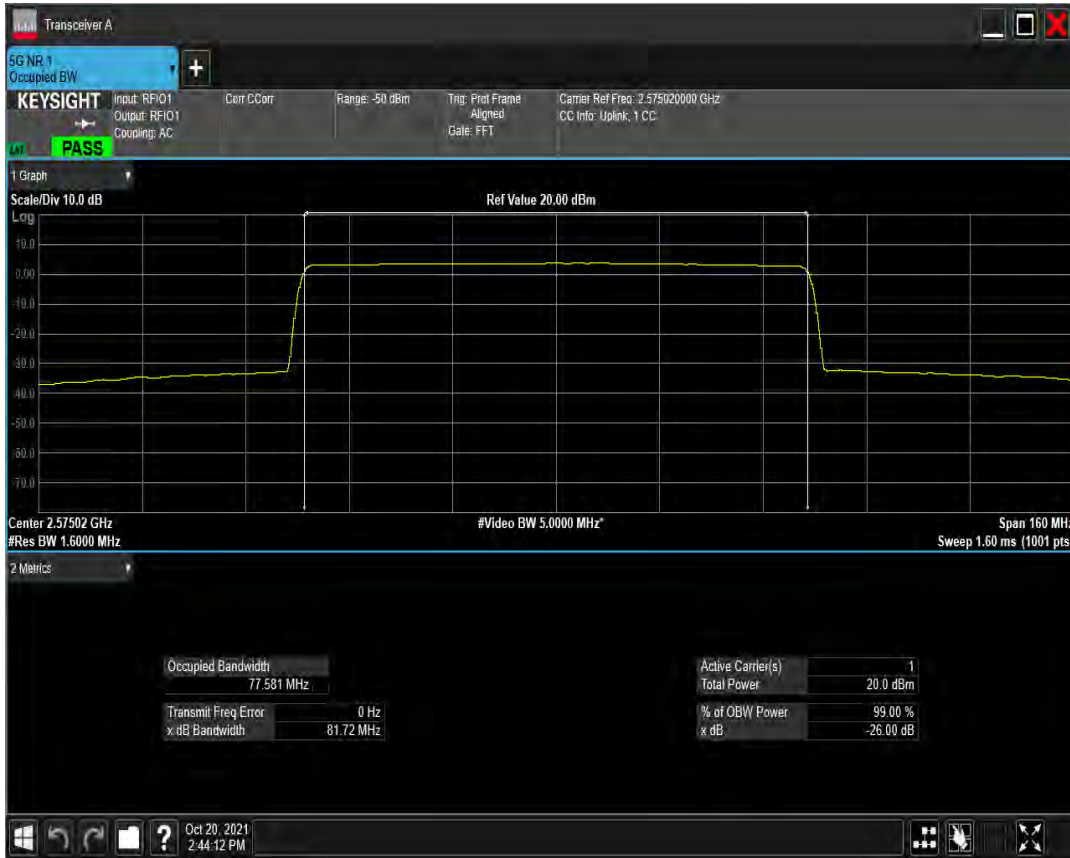 Transceiver A
5G NR 1
Occupied BW
+
KEYSIGHT
Input: RFIO1
Output: RFIO1
Coupling: AC
Corr CCorr
Range: -50 dBm
Trig: Prot Frame
Aligned
Gate: FFT
Carrier Ref Freq: 2.575020000 GHz
CC Info: Uplink, 1 CC
PASS
1 Graph
Scale/Div 10.0 dB
Ref Value 20.00 dBm
Log
10.0
0.00
-10.0
-20.0
-30.0
-40.0
-50.0
-60.0
-70.0
Center 2.57502 GHz
#Video BW 5.0000 MHz*
Span 160 MHz
#Res BW 1.6000 MHz
Sweep 1.60 ms (1001 pts
2 Metrics
Occupied Bandwidth
77.581 MHz
Transmit Freq Error 0 Hz
x dB Bandwidth 81.72 MHz
Active Carrier(s) 1
Total Power 20.0 dBm
% of OBW Power 99.00 %
x dB -26.00 dB
?
Oct 20, 2021
2:44:12 PM